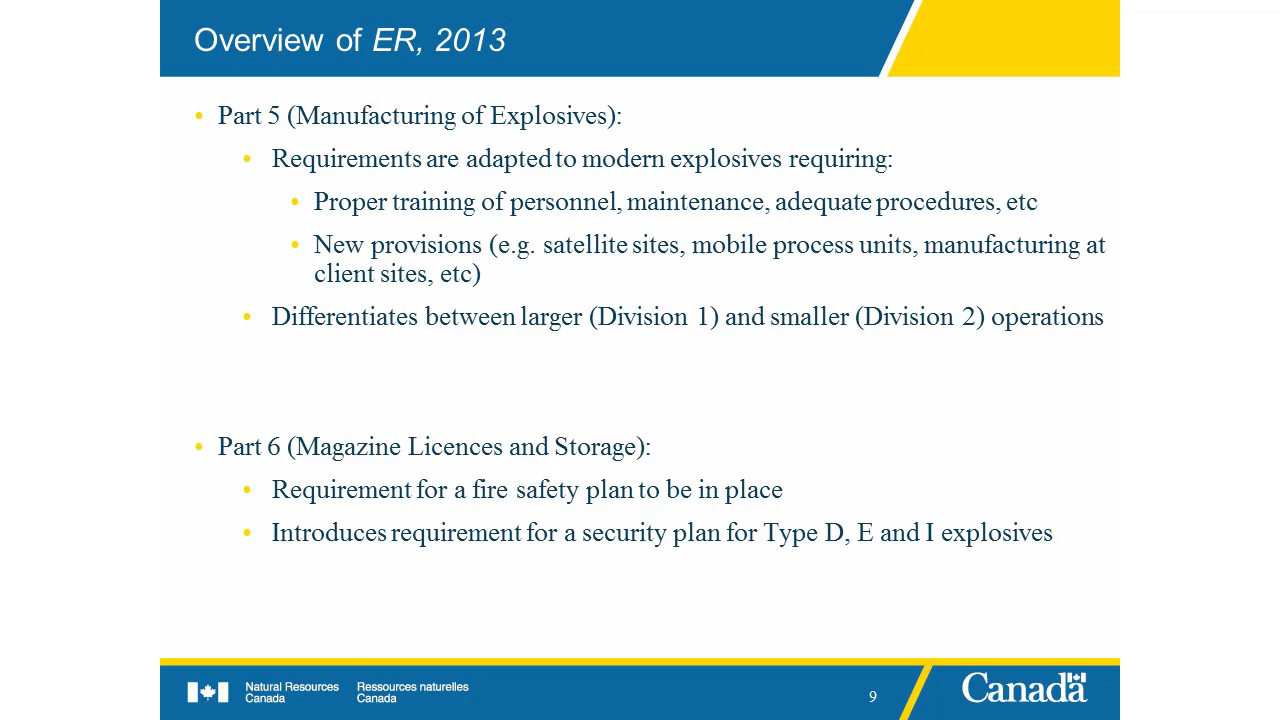 Overview of ER, 2013
• Part 5 (Manufacturing of Explosives):
• Requirements are adapted to modern explosives requiring:
• Proper training of personnel, maintenance, adequate procedures, etc
• New provisions (e.g. satellite sites, mobile process units, manufacturing at
client sites, etc)
• Differentiates between larger (Division 1) and smaller (Division 2) operations
• Part 6 (Magazine Licences and Storage):
• Requirement for a fire safety plan to be in place
• Introduces requirement for a security plan for Type D, E and I explosives
Natural Resources
Canada
Ressources naturelles
Canada
9
Canada